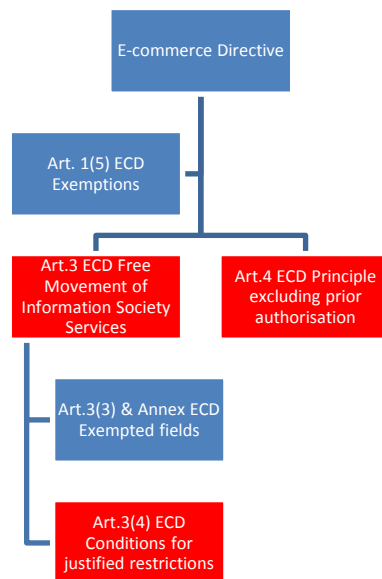 E-commerce Directive
Art. 1(5) ECD
Exemptions
Art.3 ECD Free
Movement of
Information Society
Services
Art.4 ECD Principle
excluding prior
authorisation
Art.3(3) & Annex ECD
Exempted fields
Art.3(4) ECD
Conditions for
justified restrictions